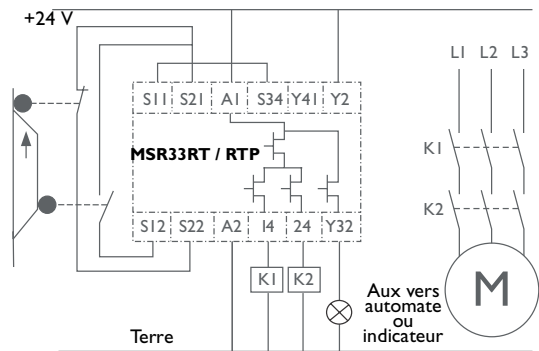 +24 V
L1 L2 L3
S11 S21 A1 S34 Y41 Y2
K1
MSR33RT / RTP
K2
S12 S22 A2 14 24 Y32
K1 K2
M
Aux vers
automate
ou
indicateur
Terre